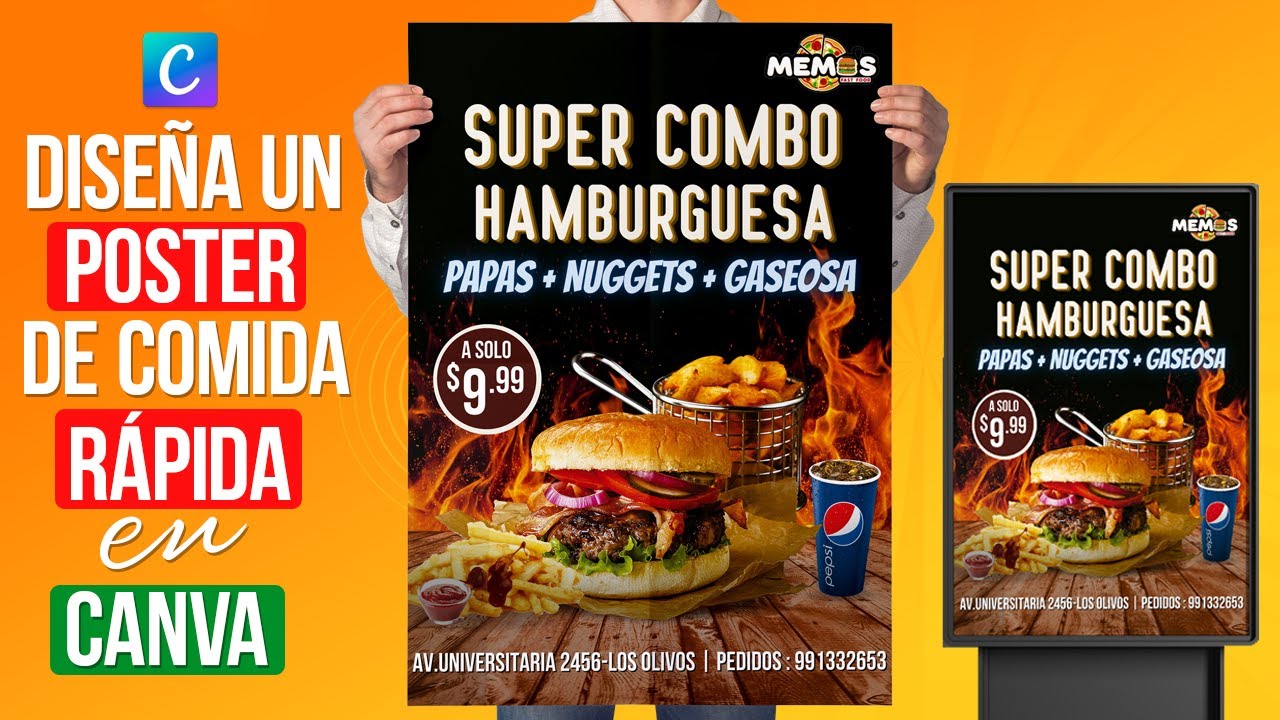 C
DISEÑA UN
POSTER
DE COMIDA
RÁPIDA
en
CANVA
MEMOS
FAST FOOD
SUPER COMBO
HAMBURGUESA
PAPAS + NUGGETS + GASEOSA
A SOLO
$9.99
pepsi
AV.UNIVERSITARIA 2456-LOS OLIVOS | PEDIDOS : 991332653
MEMOS
SUPER COMBO
HAMBURGUESA
PAPAS + NUGGETS + GASEOSA
A SOLO
$9.99
pepsi
AV.UNIVERSITARIA 2456-LOS OLIVOS | PEDIDOS : 991332653